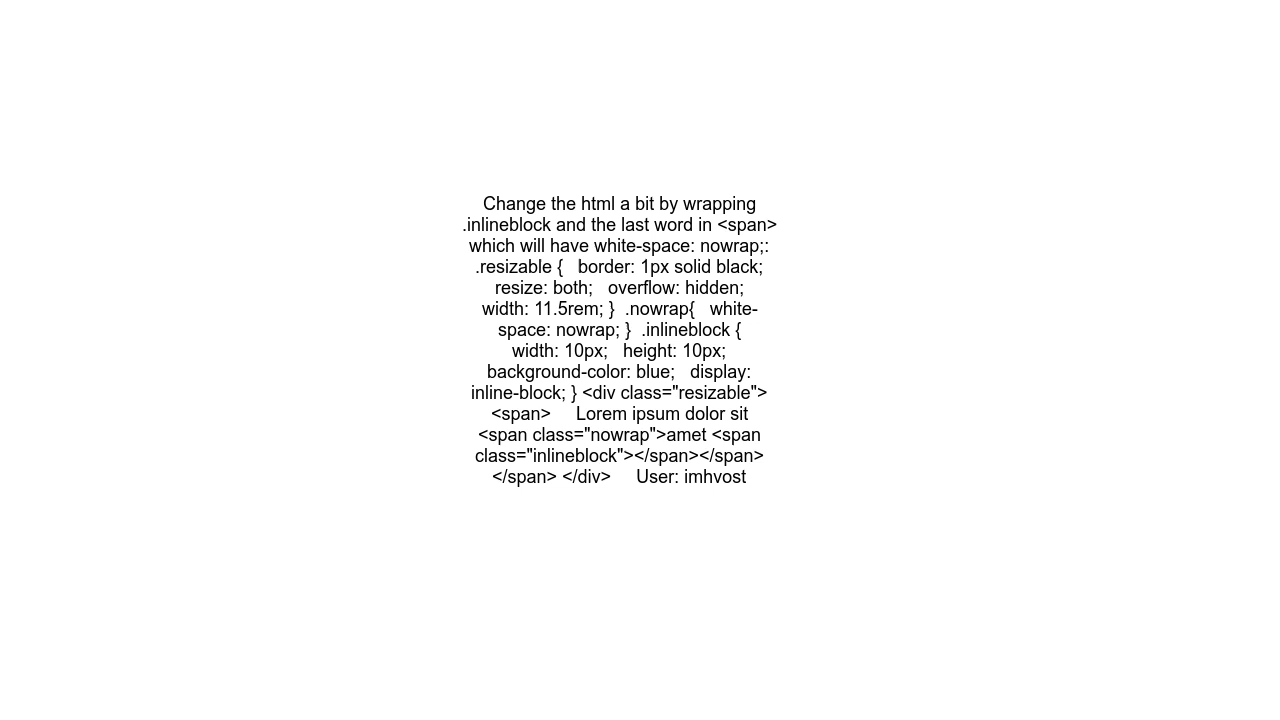 Change the html a bit by wrapping
.inlineblock and the last word in <span>
which will have white-space: nowrap;:
.resizable {   border: 1px solid black;
resize: both;   overflow: hidden;
width: 11.5rem; }  .nowrap{   white-
space: nowrap; }  .inlineblock {
width: 10px;   height: 10px;
background-color: blue;   display:
inline-block; } <div class="resizable">
<span>     Lorem ipsum dolor sit
<span class="nowrap">amet <span
class="inlineblock"></span></span>
</span> </div>     User: imhvost